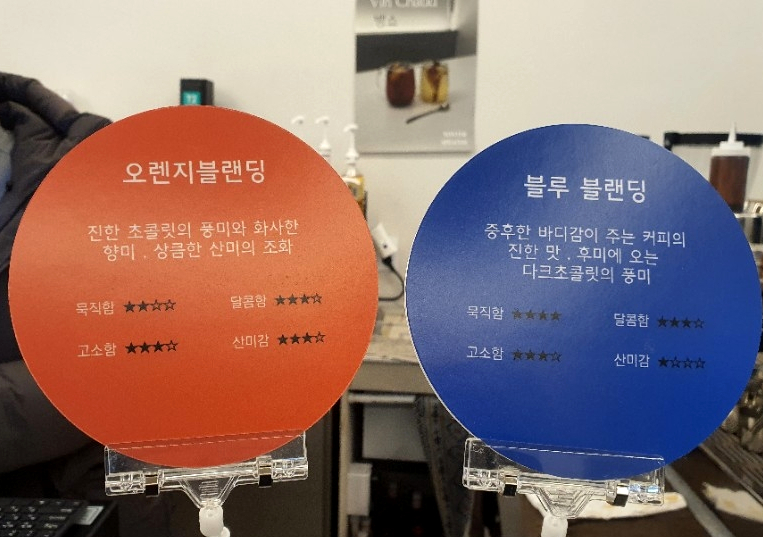 Vin Chaud
뱅쇼
오렌지블랜딩
진한 초콜릿의 풍미와 화사한
향미 . 상큼한 산미의 조화
묵직함 ★★☆☆ 달콤함 ★★★☆
고소함 ★★★☆ 산미감 ★★★☆
블루 블랜딩
중후한 바디감이 주는 커피의
진한 맛 . 후미에 오는
다크초콜릿의 풍미
묵직함 ★★★★ 달콤함 ★★★☆
고소함 ★★★☆ 산미감 ★☆☆☆